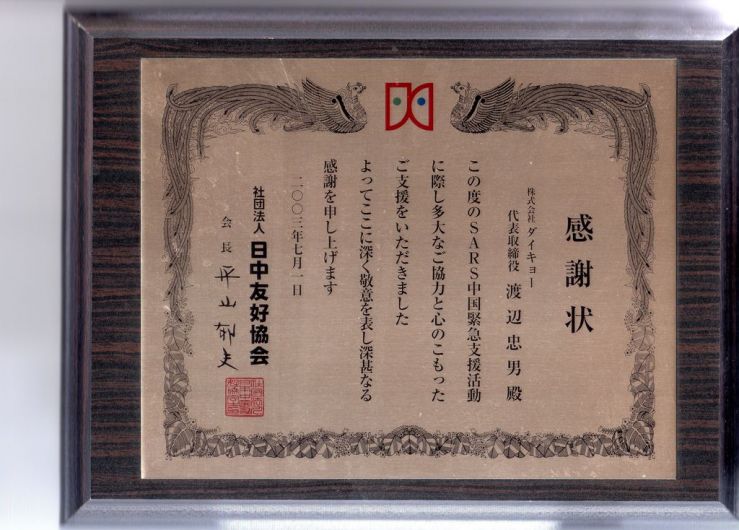 感謝状
株式会社 ダイキョー
代表取締役 渡辺忠男殿
この度のSARS中国緊急支援活動
に際し多大なご協力と心のこもった
ご支援をいただきました
よってここに深く敬意を表し深甚なる
感謝を申し上げます
二〇〇三年七月一日
社団法人 日中友好協会
会長 平山郁夫